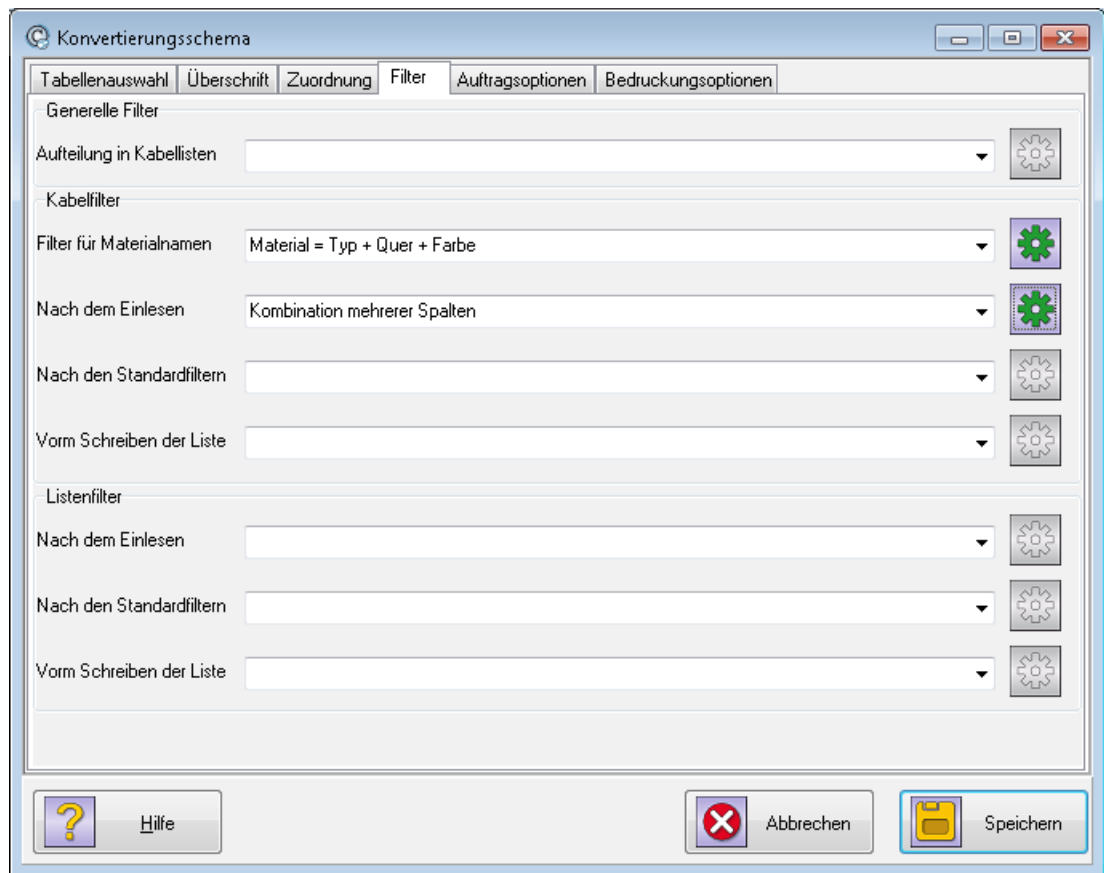 Konvertierungsschema
Tabellenauswahl Überschrift Zuordnung Filter Auftragsoptionen Bedruckungsoptionen
Generelle Filter
Aufteilung in Kabellisten
Kabelfilter
Filter für Materialnamen Material = Typ + Quer + Farbe
Nach dem Einlesen Kombination mehrerer Spalten
Nach den Standardfiltern
Vorm Schreiben der Liste
Listenfilter
Nach dem Einlesen
Nach den Standardfiltern
Vorm Schreiben der Liste
Hilfe Abbrechen Speichern